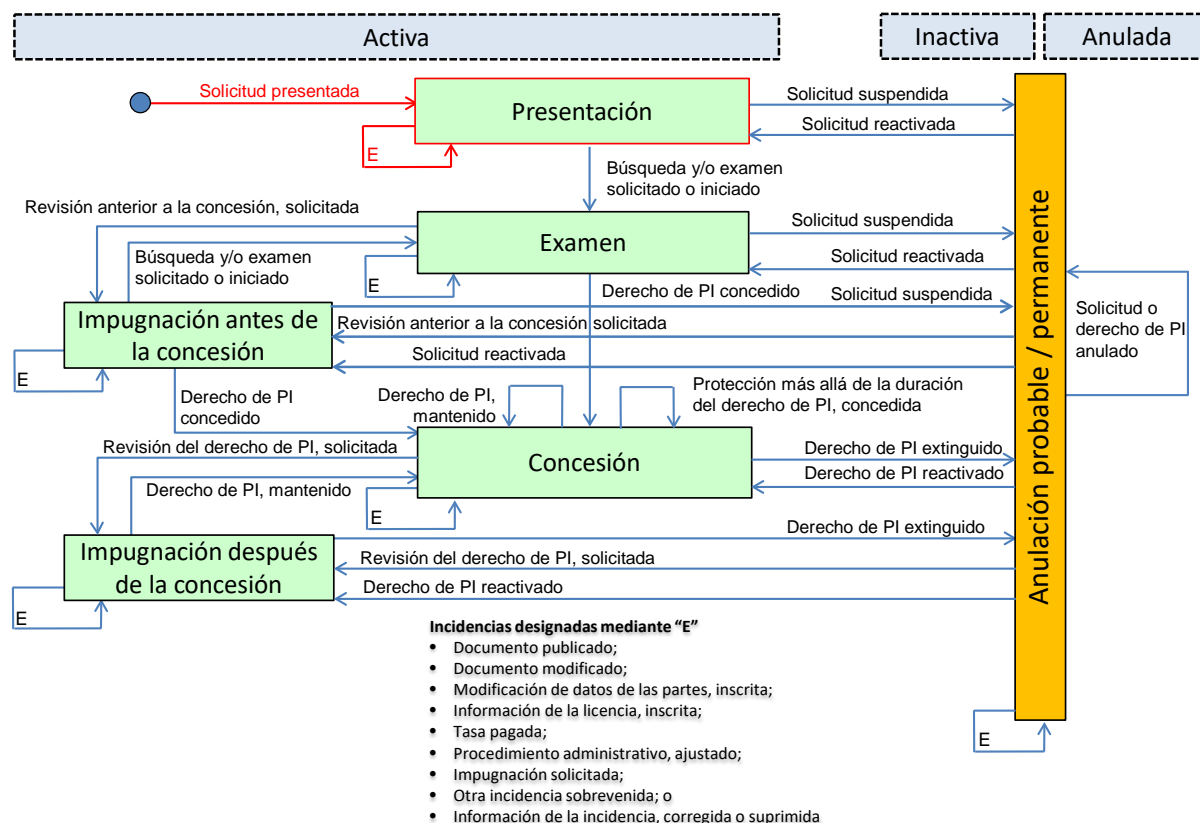 Activa
Inactiva
Anulada
Solicitud presentada
Presentación
Solicitud suspendida
Solicitud reactivada
E
Búsqueda y/o examen
solicitado o iniciado
Revisión anterior a la concesión, solicitada
Examen
Solicitud suspendida
Solicitud reactivada
Búsqueda y/o examen
solicitado o iniciado
E
Derecho de PI concedido
Solicitud suspendida
Impugnación antes de
la concesión
Revisión anterior a la concesión solicitada
Solicitud reactivada
E
Solicitud o
derecho de PI
anulado
Anulación probable / permanente
Derecho de PI
concedido
Derecho de PI,
mantenido
Protección más allá de la duración
del derecho de PI, concedida
Revisión del derecho de PI, solicitada
Concesión
Derecho de PI extinguido
Derecho de PI reactivado
Derecho de PI, mantenido
E
Derecho de PI extinguido
Impugnación después
de la concesión
Revisión del derecho de PI, solicitada
Derecho de PI reactivado
E
Incidencias designadas mediante “E”
• Documento publicado;
• Documento modificado;
• Modificación de datos de las partes, inscrita;
• Información de la licencia, inscrita;
• Tasa pagada;
• Procedimiento administrativo, ajustado;
• Impugnación solicitada;
• Otra incidencia sobrevenida; o
• Información de la incidencia, corregida o suprimida
E